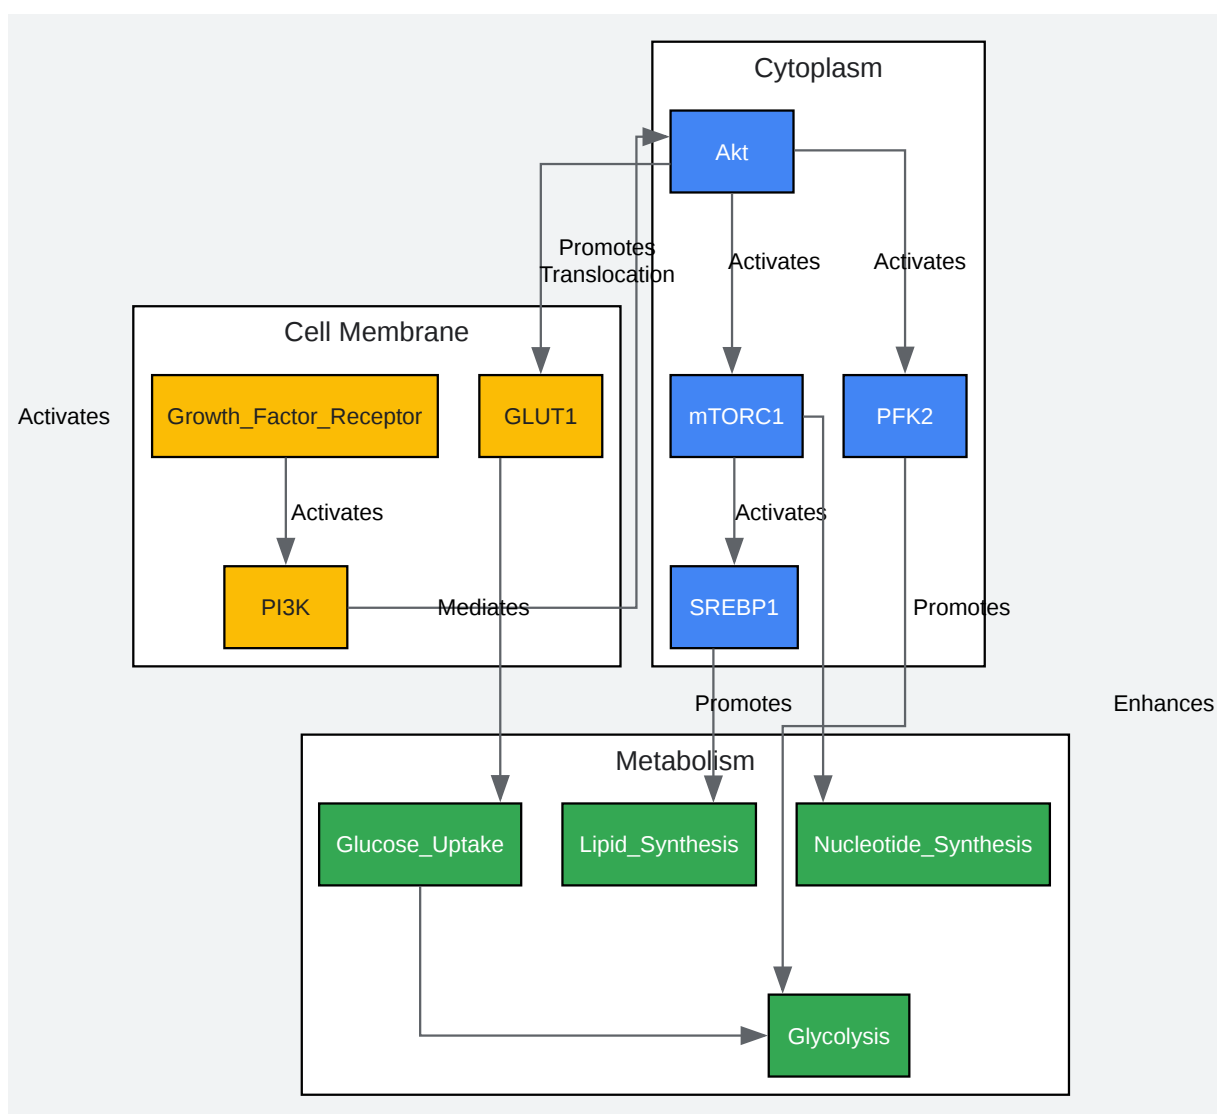 Cytoplasm
Akt
Promotes
Translocation
Activates
Activates
Cell Membrane
Activates
Growth_Factor_Receptor
GLUT1
mTORC1
PFK2
Activates
Activates
PI3K
Mediates
SREBP1
Promotes
Promotes
Enhances
Metabolism
Glucose_Uptake
Lipid_Synthesis
Nucleotide_Synthesis
Glycolysis